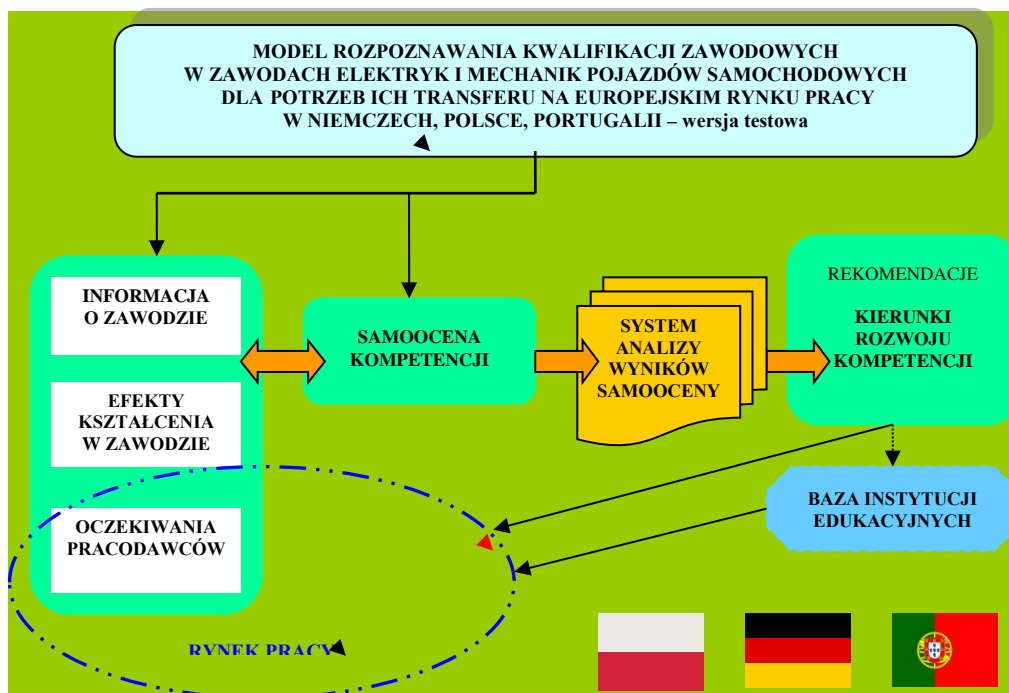 MODEL ROZPOZNAWANIA KWALIFIKACJI ZAWODOWYCH
W ZAWODACH ELEKTRYK I MECHANIK POJAZDÓW SAMOCHODOWYCH
DLA POTRZEB ICH TRANSFERU NA EUROPEJSKIM RYNKU PRACY
W NIEMCZECH, POLSCE, PORTUGALII – wersja testowa
INFORMACJA
O ZAWODZIE
EFEKTY
KSZTAŁCENIA
W ZAWODZIE
OCZEKIWANIA
PRACODAWCÓW
SAMOOCENA
KOMPETENCJI
SYSTEM
ANALIZY
WYNIKÓW
SAMOOCENY
REKOMENDACJE
KIERUNKI
ROZWOJU
KOMPETENCJI
BAZA INSTYTUCJI
EDUKACYJNYCH
RYNEK PRACY